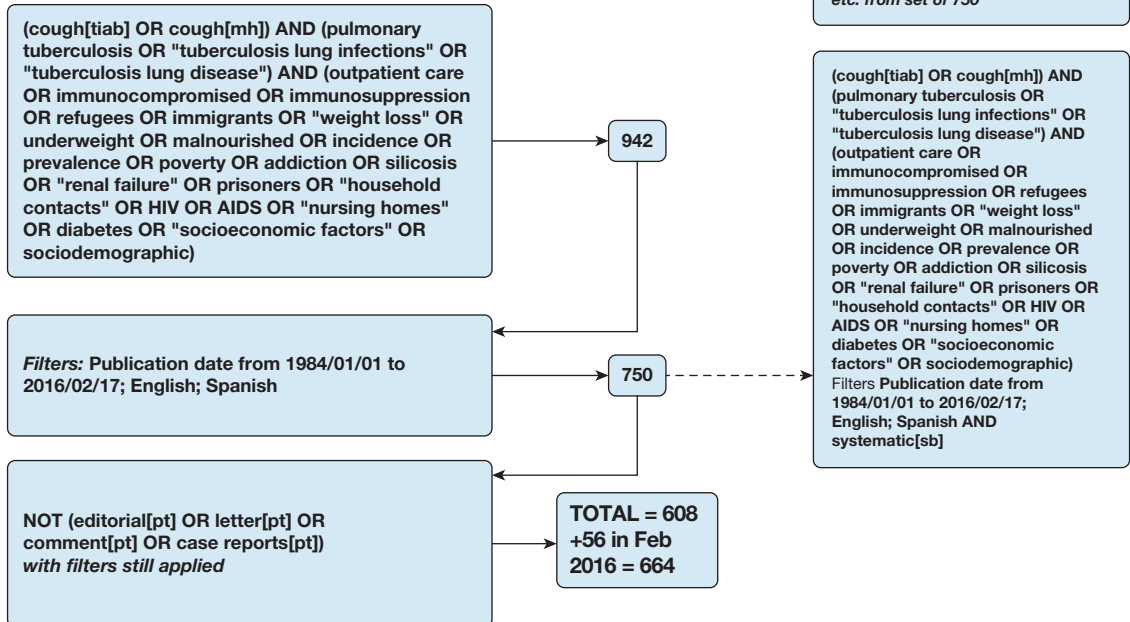 (cough[tiab] OR cough[mh]) AND (pulmonary
tuberculosis OR "tuberculosis lung infections" OR
"tuberculosis lung disease") AND (outpatient care
OR immunocompromised OR immunosuppression
OR refugees OR immigrants OR "weight loss" OR
underweight OR malnourished OR incidence OR
prevalence OR poverty OR addiction OR silicosis
OR "renal failure" OR prisoners OR "household
contacts" OR HIV OR AIDS OR "nursing homes"
OR diabetes OR "socioeconomic factors" OR
sociodemographic)
942
Filters: Publication date from 1984/01/01 to
2016/02/17; English; Spanish
750
NOT (editorial[pt] OR letter[pt] OR
comment[pt] OR case reports[pt])
with filters still applied
TOTAL = 608
+56 in Feb
2016 = 664
etc. from set of 750
(cough[tiab] OR cough[mh]) AND
(pulmonary tuberculosis OR
"tuberculosis lung infections" OR
"tuberculosis lung disease") AND
(outpatient care OR
immunocompromised OR
immunosuppression OR refugees
OR immigrants OR "weight loss"
OR underweight OR malnourished
OR incidence OR prevalence OR
poverty OR addiction OR silicosis
OR "renal failure" OR prisoners OR
"household contacts" OR HIV OR
AIDS OR "nursing homes" OR
diabetes OR "socioeconomic
factors" OR sociodemographic)
Filters Publication date from
1984/01/01 to 2016/02/17;
English; Spanish AND
systematic[sb]